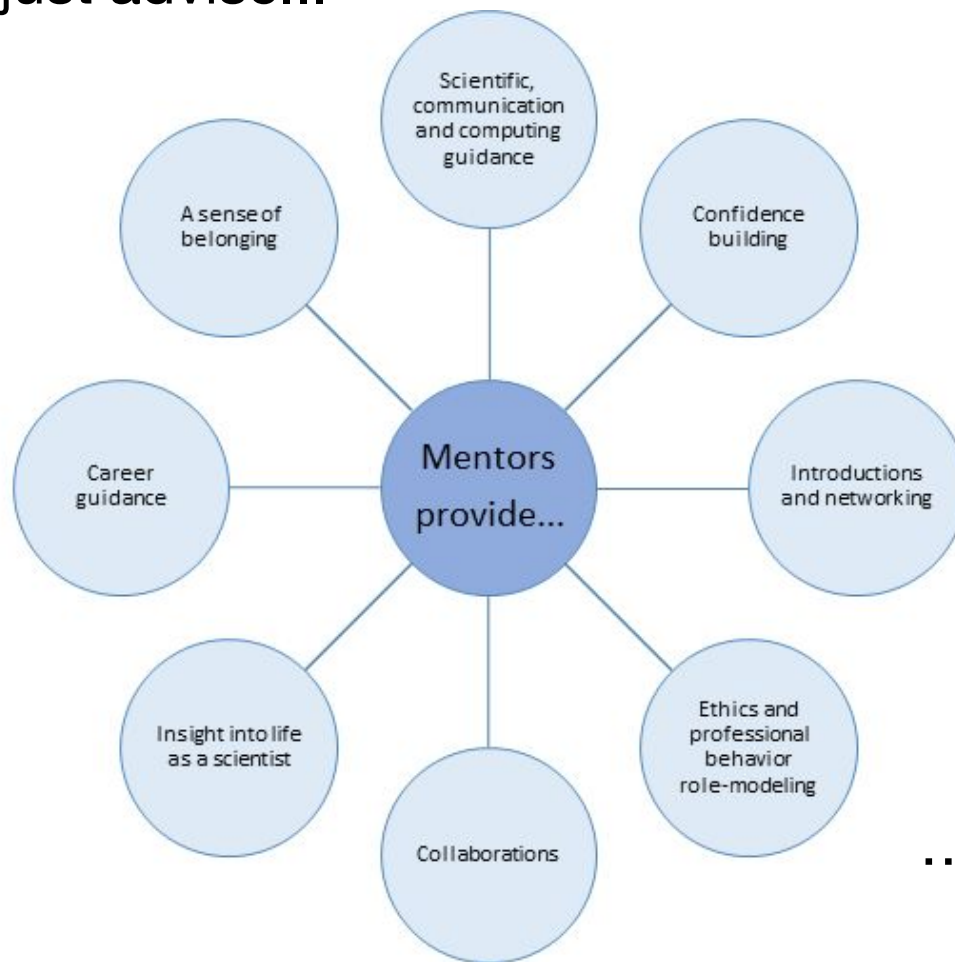 just advise...
Scientific,
communication
and computing
guidance
Confidence
building
Introductions
and networking
Ethics and
professional
behavior
role-modeling
Collaborations
Insight into life
as a scientist
Career
guidance
A sense of
belonging
Mentors
provide...
..